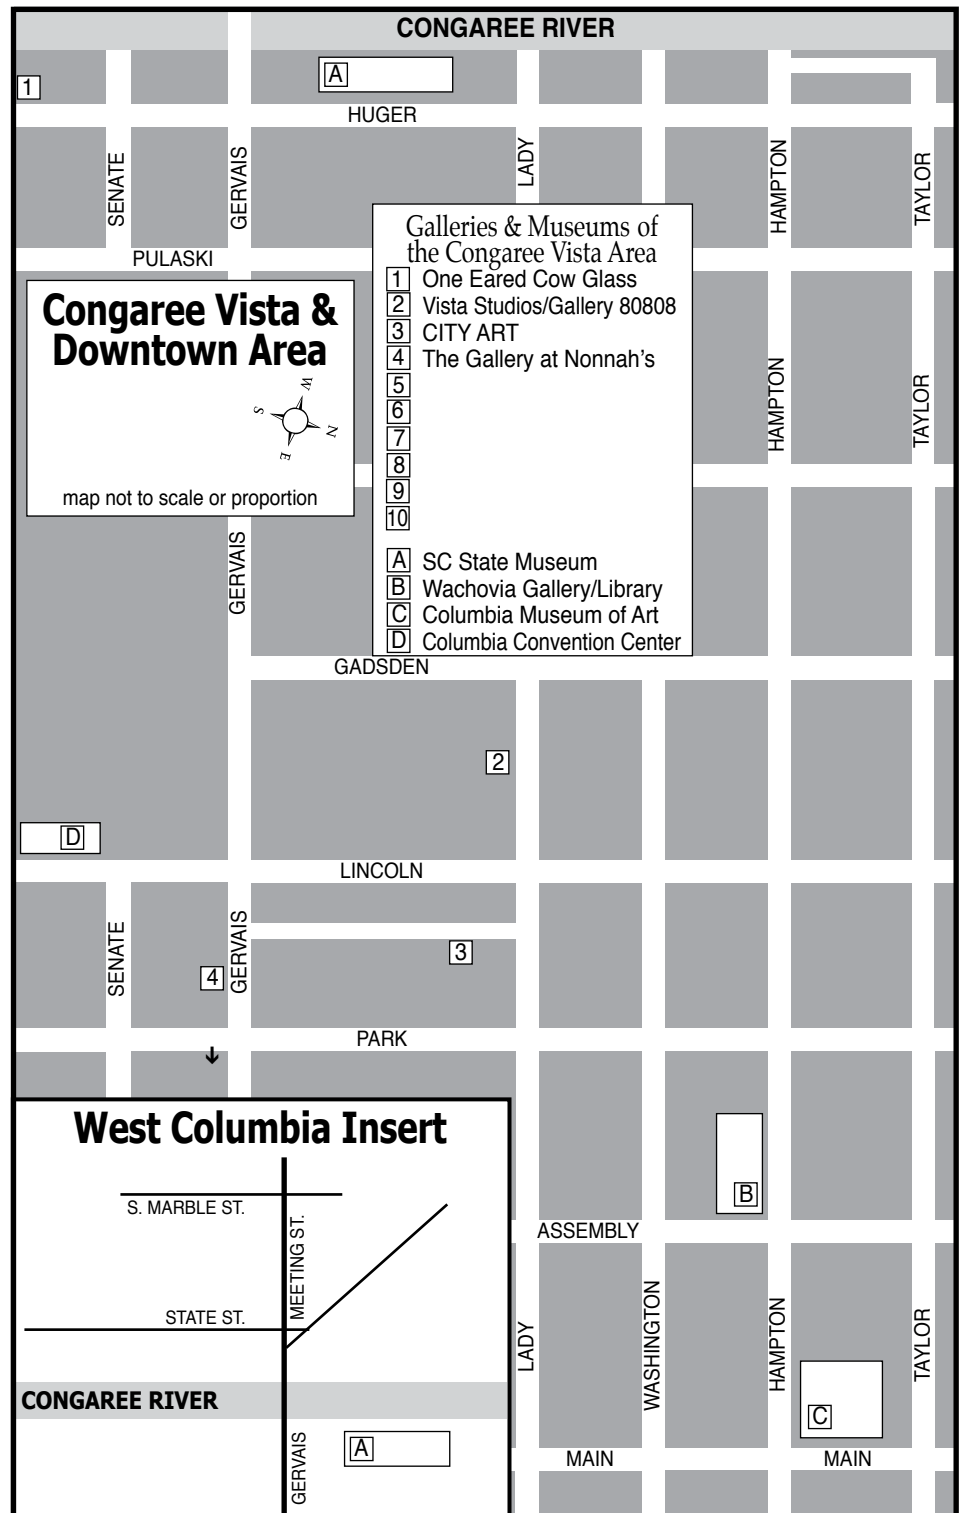 CONGAREE RIVER
1
A
HUGER
SENATE
GERVAIS
LADY
HAMPTON
TAYLOR
PULASKI
Galleries & Museums of
the Congaree Vista Area
1 One Eared Cow Glass
2 Vista Studios/Gallery 80808
3 CITY ART
4 The Gallery at Nonnah's
5
6
7
8
9
10
A SC State Museum
B Wachovia Gallery/Library
C Columbia Museum of Art
D Columbia Convention Center
Congaree Vista &
Downtown Area
W
S
N
E
map not to scale or proportion
HAMPTON
TAYLOR
GERVAIS
GADSDEN
2
D
LINCOLN
SENATE
GERVAIS
3
4
PARK
West Columbia Insert
S. MARBLE ST.
MEETING ST.
STATE ST.
CONGAREE RIVER
GERVAIS
A
B
ASSEMBLY
LADY
WASHINGTON
HAMPTON
TAYLOR
C
MAIN
MAIN